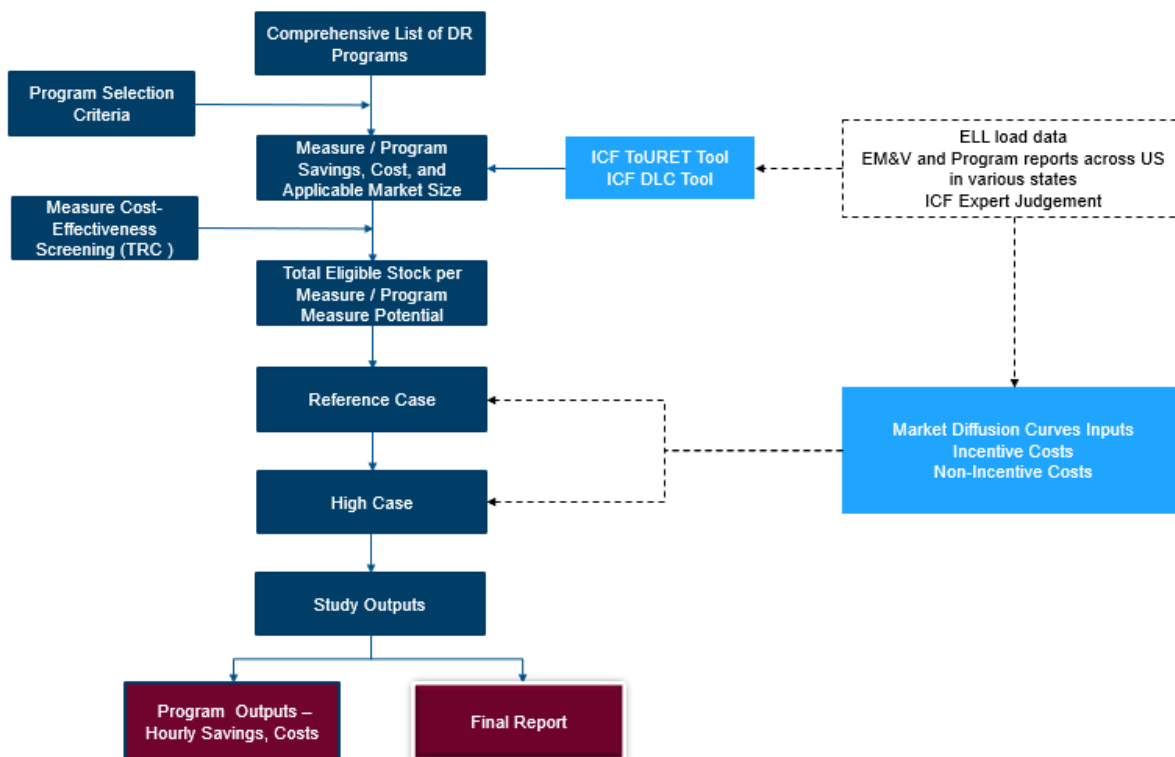 Comprehensive List of DR
Programs
Program Selection
Criteria
Measure / Program
Savings, Cost, and
Applicable Market Size
ICF ToURET Tool
ICF DLC Tool
ELL load data
EM&V and Program reports across US
in various states
ICF Expert Judgement
Measure Cost-
Effectiveness
Screening (TRC )
Total Eligible Stock per
Measure / Program
Measure Potential
Reference Case
Market Diffusion Curves Inputs
Incentive Costs
Non-Incentive Costs
High Case
Study Outputs
Program Outputs –
Hourly Savings, Costs
Final Report